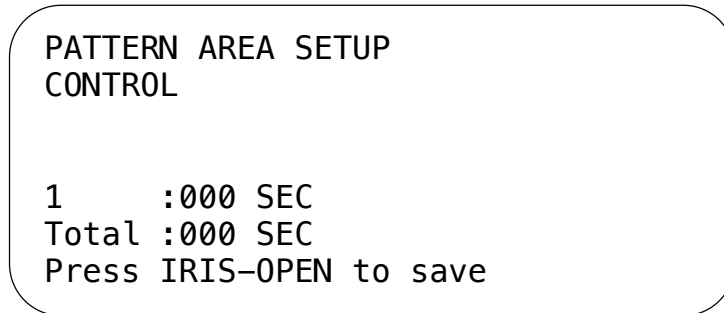 PATTERN AREA SETUP
CONTROL
1     :000 SEC
Total :000 SEC
Press IRIS–OPEN to save